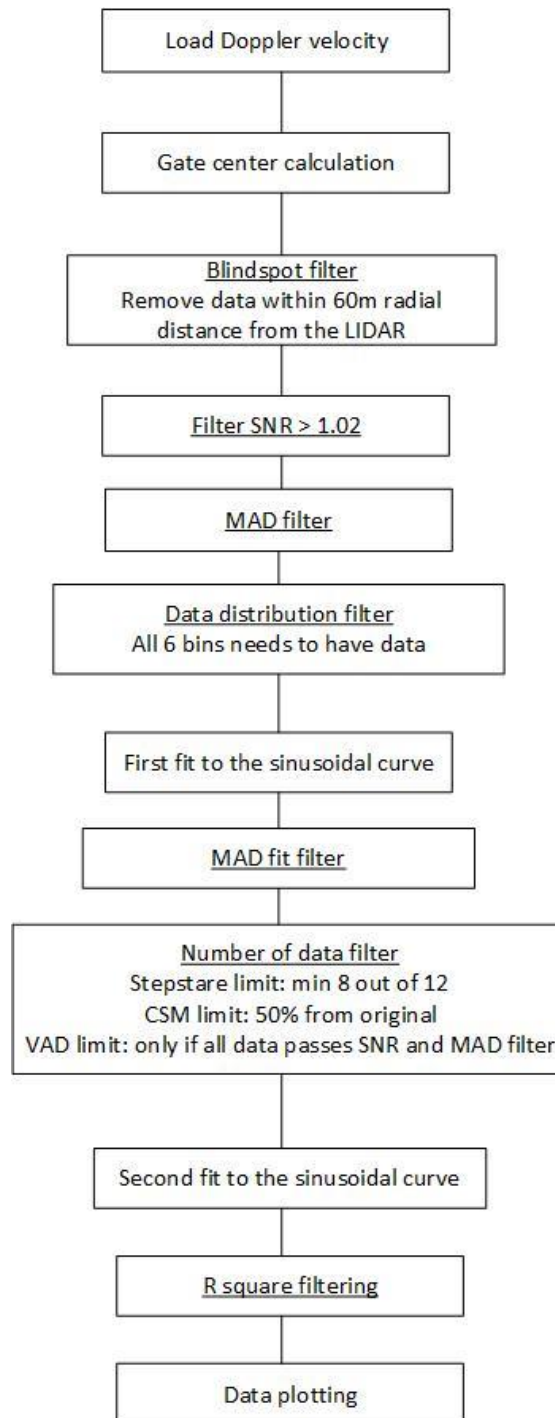 Load Doppler velocity
Gate center calculation
Blindspot filter
Remove data within 60m radial
distance from the LIDAR
Filter SNR > 1.02
MAD filter
Data distribution filter
All 6 bins needs to have data
First fit to the sinusoidal curve
MAD fit filter
Number of data filter
Stepstare limit: min 8 out of 12
CSM limit: 50% from original
VAD limit: only if all data passes SNR and MAD filter
Second fit to the sinusoidal curve
R square filtering
Data plotting